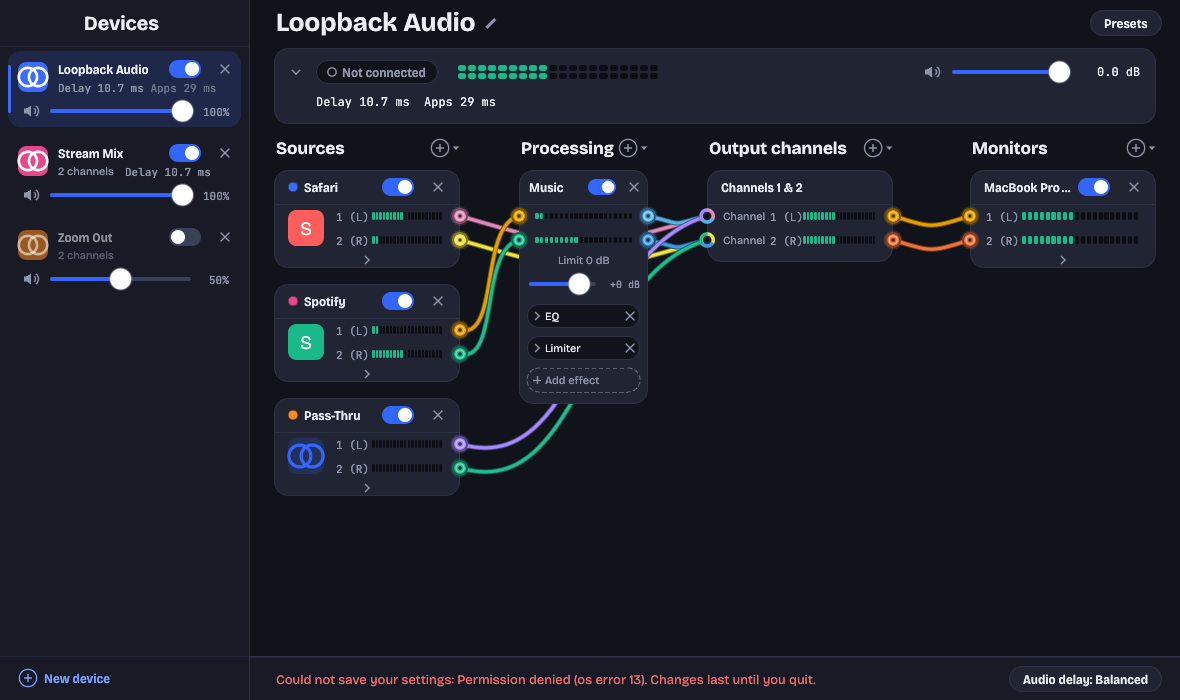 Devices
Loopback Audio
Delay 10.7 ms Apps 29 ms
100%
Stream Mix
2 channels Delay 10.7 ms
100%
Zoom Out
2 channels
50%
New device
Loopback Audio
Presets
Not connected
0.0 dB
Delay 10.7 ms Apps 29 ms
Sources
Processing
Output channels
Monitors
Safari
S
1 (L)
2 (R)
Spotify
S
1 (L)
2 (R)
Pass-Thru
1 (L)
2 (R)
Music
Limit 0 dB
+0 dB
EQ
Limiter
+ Add effect
Channels 1 & 2
Channel 1 (L)
Channel 2 (R)
MacBook Pro ...
1 (L)
2 (R)
Could not save your settings: Permission denied (os error 13). Changes last until you quit.
Audio delay: Balanced